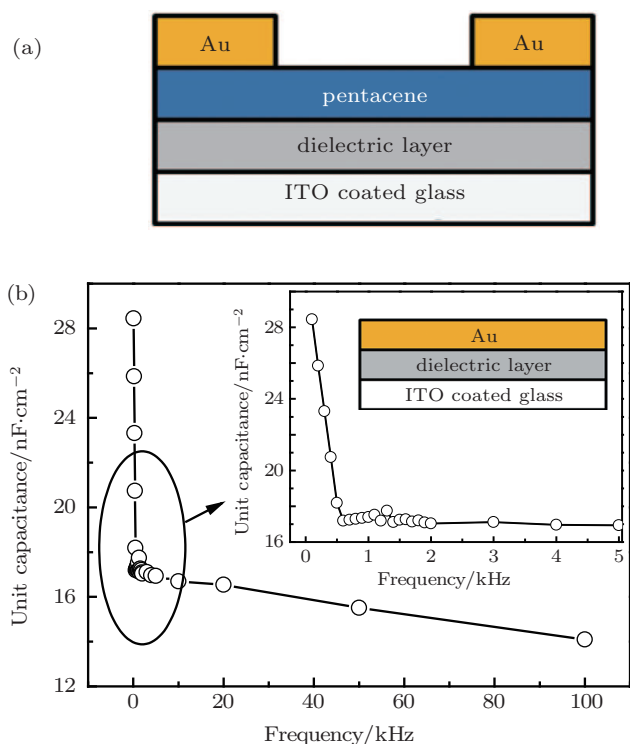 (a)
Au Au
pentacene
dielectric layer
ITO coated glass
(b)
Unit capacitance/nF·cm−2
28
24
20
16
12
0 20 40 60 80 100
Frequency/kHz
Unit capacitance/nF·cm−2
28
24
20
16
0 1 2 3 4 5
Frequency/kHz
Au
dielectric layer
ITO coated glass